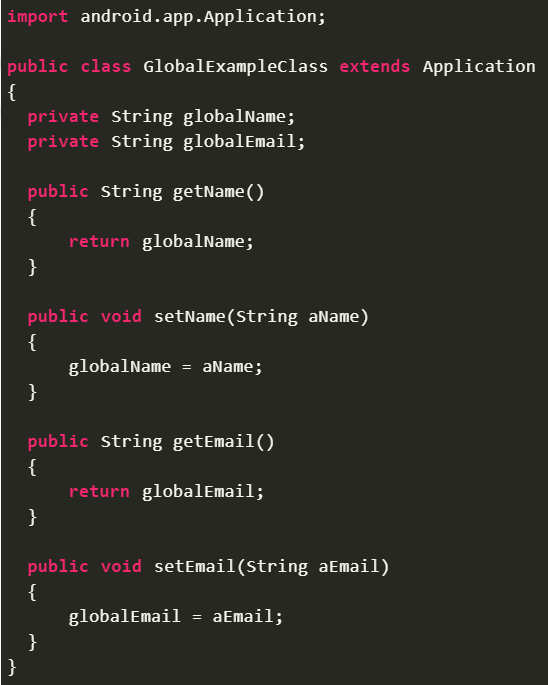 import android.app.Application;
public class GlobalExampleClass extends Application
{
private String globalName;
private String globalEmail;
public String getName()
{
return globalName;
}
public void setName(String aName)
{
globalName = aName;
}
public String getEmail()
{
return globalEmail;
}
public void setEmail(String aEmail)
{
globalEmail = aEmail;
}
}